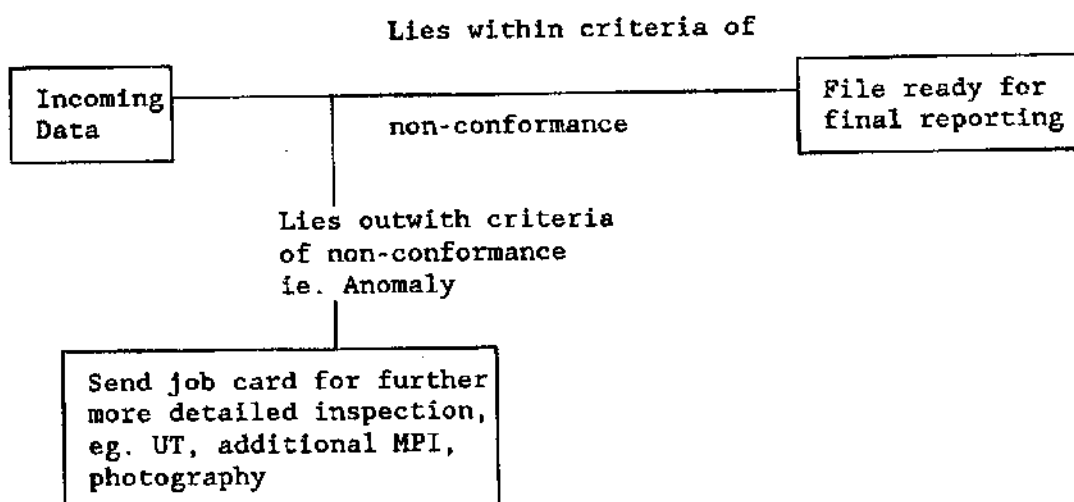 Lies within criteria of
Incoming
Data
non-conformance
File ready for
final reporting
Lies outwith criteria
of non-conformance
ie. Anomaly
Send job card for further
more detailed inspection,
eg. UT, additional MPI,
photography